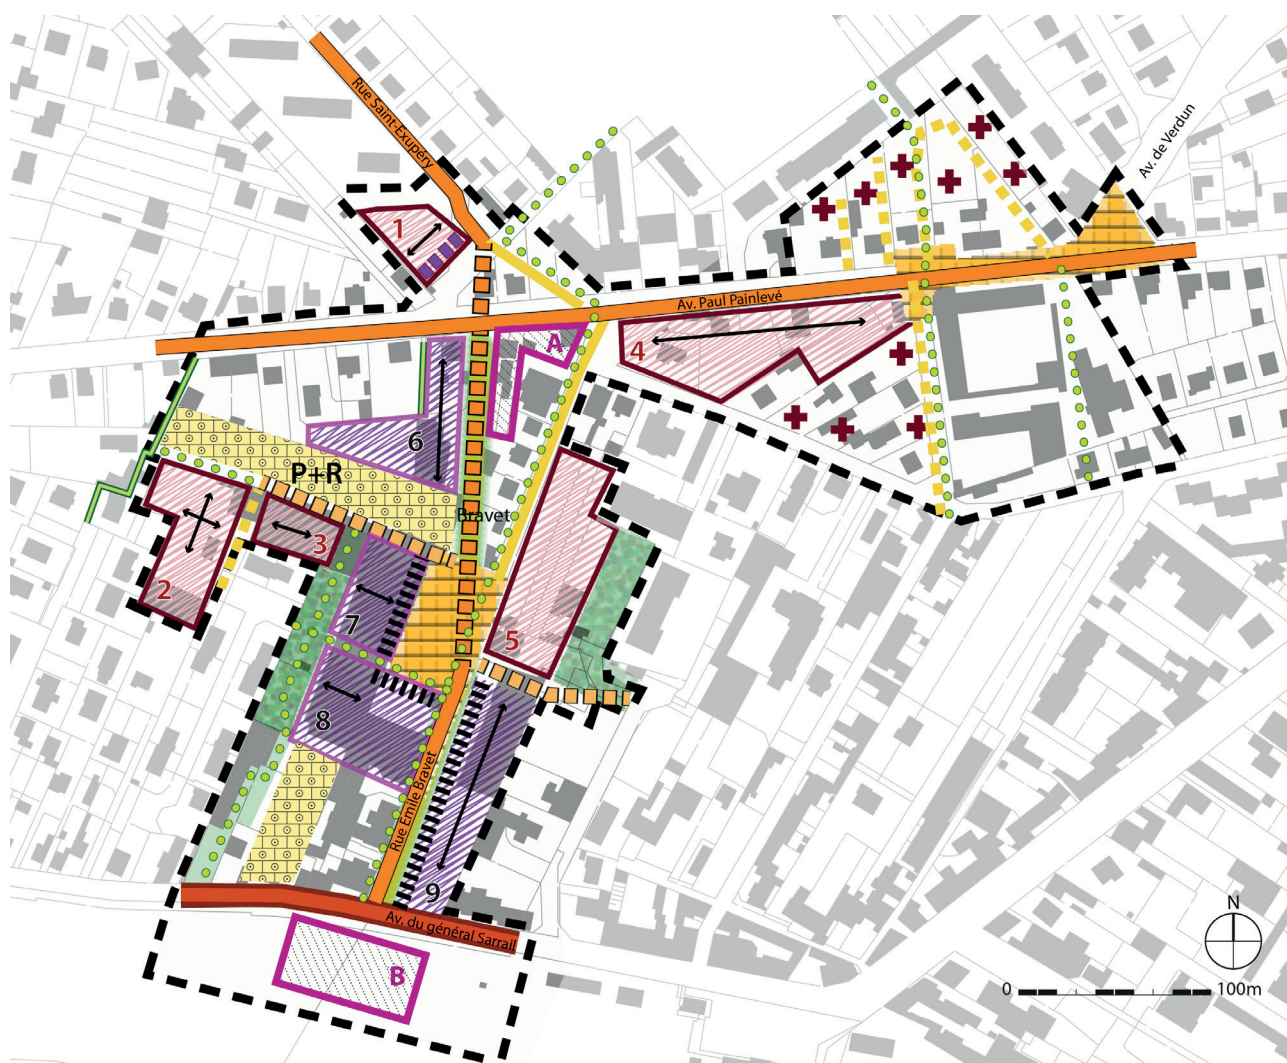 Rue Saint-Exupéry
Av. de Verdun
1
Av. Paul Painlevé
A
4
6
P+R
Bravet
3
2
7
5
8
Rue Emile Bravet
9
Av. du général Sarrail
B
N
0 100m